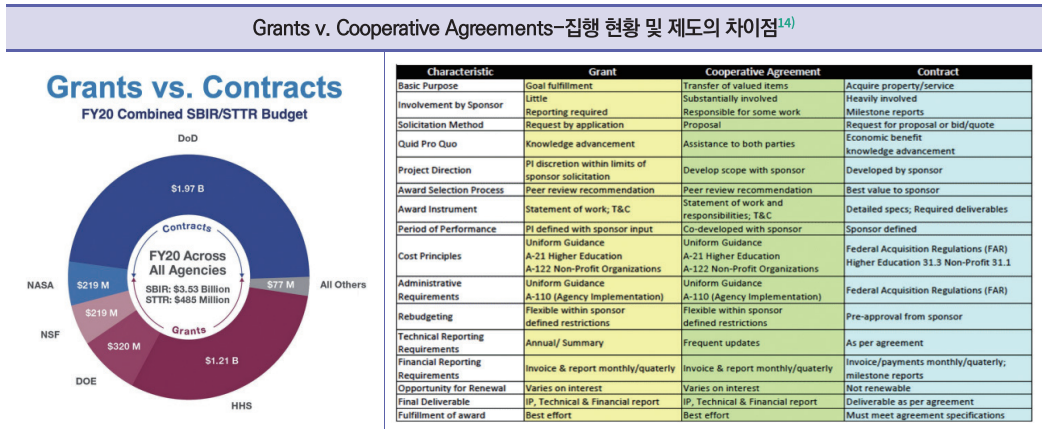 Grants v. Cooperative Agreements-집행 현황 및 제도의 차이점14)
Grants vs. Contracts
FY20 Combined SBIR/STTR Budget
DoD
$1.97 B
Contracts
FY20 Across
All Agencies
SBIR: $3.53 Billion
STTR: $485 Million
Grants
NASA
$219 M
$77 M
All Others
NSF
$219 M
DOE
$320 M
$1.21 B
HHS
Characteristic Grant Cooperative Agreement Contract
Basic Purpose Goal fulfillment Transfer of valued items Acquire property/service
Involvement by Sponsor Little Substantially involved Heavily involved
Reporting required Responsible for some work Milestone reports
Solicitation Method Request by application Proposal Request for proposal or bid/quote
Quid Pro Quo Knowledge advancement Assistance to both parties Economic benefit
knowledge advancement
Project Direction PI discretion within limits of Develop scope with sponsor Developed by sponsor
sponsor solicitation
Award Selection Process Peer review recommendation Peer review recommendation Best value to sponsor
Award Instrument Statement of work; T&C Statement of work and Detailed specs; Required deliverables
responsibilities; T&C
Period of Performance PI defined with sponsor input Co-developed with sponsor Sponsor defined
Cost Principles Uniform Guidance Uniform Guidance Federal Acquisition Regulations (FAR)
A-21 Higher Education A-21 Higher Education Higher Education 31.3 Non-Profit 31.1
A-122 Non-Profit Organizations A-122 Non-Profit Organizations
Administrative Uniform Guidance Uniform Guidance Federal Acquisition Regulations (FAR)
Requirements A-110 (Agency Implementation) A-110 (Agency Implementation)
Rebudgeting Flexible within sponsor Flexible within sponsor Pre-approval from sponsor
defined restrictions defined restrictions
Technical Reporting Annual/ Summary Frequent updates As per agreement
Requirements
Financial Reporting Invoice & report monthly/quaterly Invoice & report monthly/quaterly Invoice/payments monthly/quaterly;
Requirements milestone reports
Opportunity for Renewal Varies on interest Varies on interest Not renewable
Final Deliverable IP, Technical & Financial report IP, Technical & Financial report Deliverable as per agreement
Fulfillment of award Best effort Best effort Must meet agreement specifications